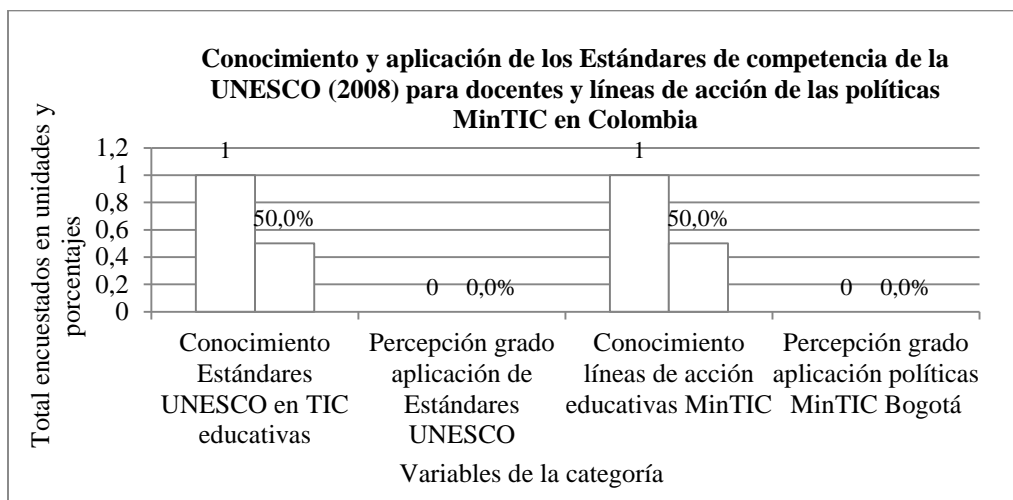 Conocimiento y aplicación de los Estándares de competencia de la
UNESCO (2008) para docentes y líneas de acción de las políticas
MinTIC en Colombia
Total encuestados en unidades y
porcentajes
1,2
1
0,8
0,6
0,4
0,2
0
1
50,0%
0
0,0%
1
50,0%
0
0,0%
Conocimiento
Estándares
UNESCO en TIC
educativas
Percepción grado
aplicación de
Estándares
UNESCO
Conocimiento
líneas de acción
educativas MinTIC
Percepción grado
aplicación políticas
MinTIC Bogotá
Variables de la categoría